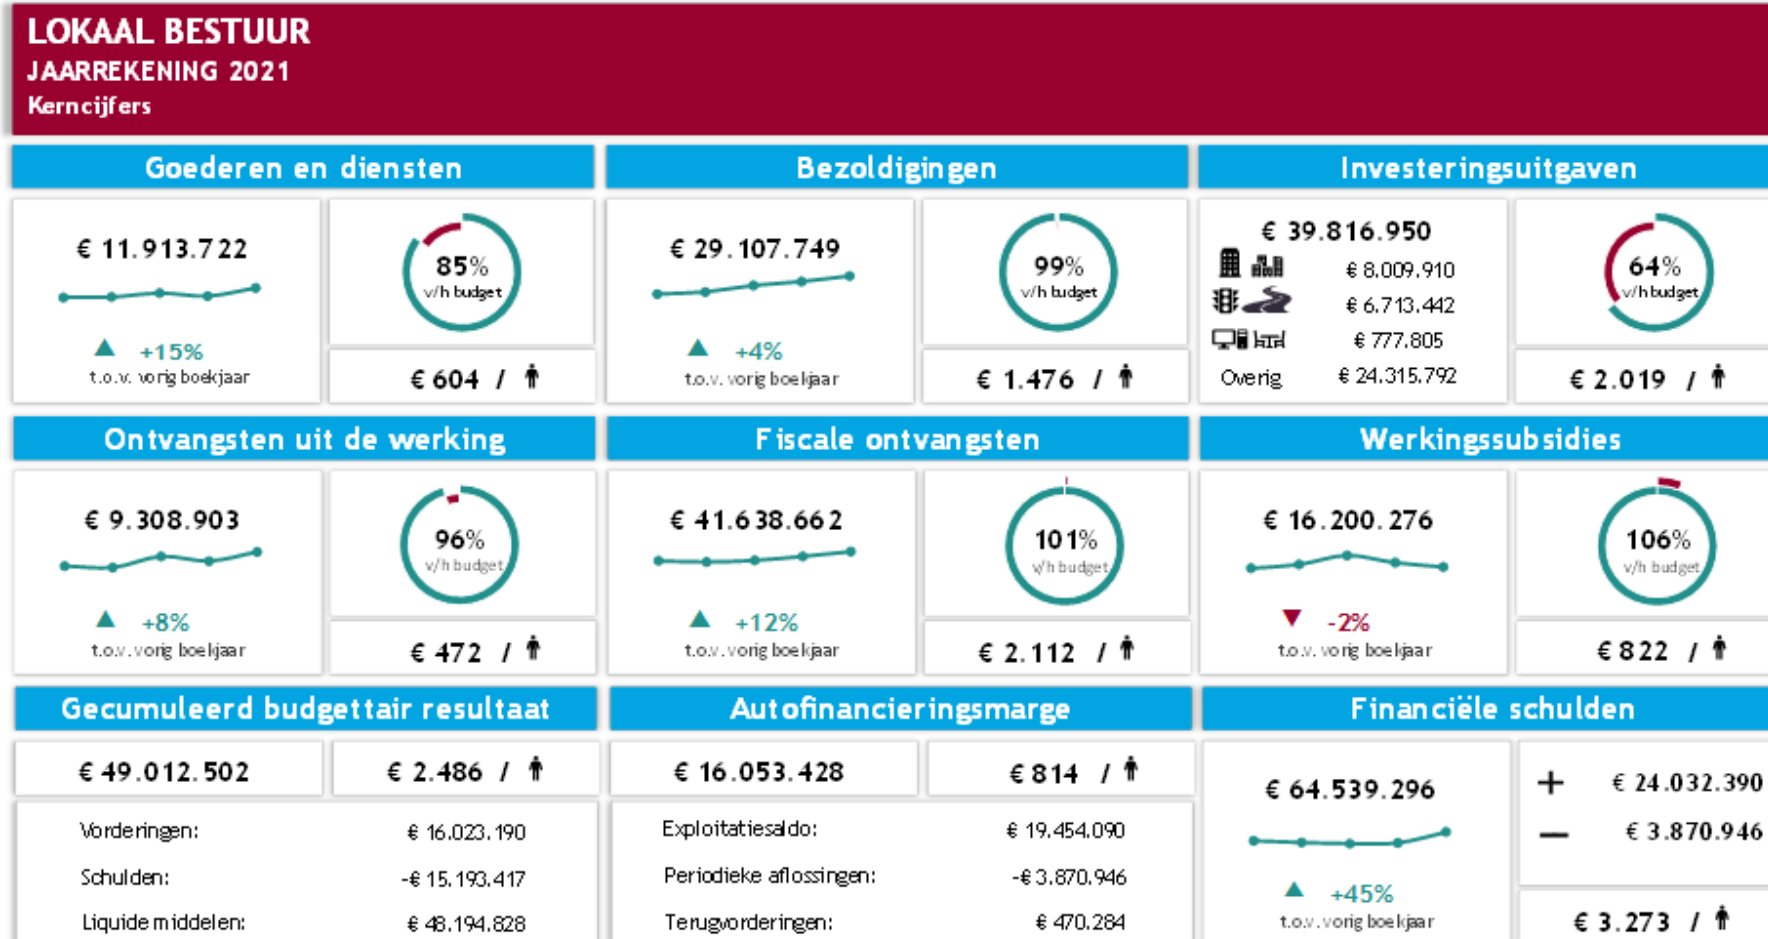 LOKAAL BESTUUR
JAARREKENING 2021
Kerncijfers
Goederen en diensten
€ 11.913.722
+15%
t.o.v. vorig boekjaar
85%
v/h budget
€ 604 /
Bezoldigingen
€ 29.107.749
+4%
t.o.v. vorig boekjaar
99%
v/h budget
€ 1.476 /
Investeringsuitgaven
€ 39.816.950
€ 8.009.910
€ 6.713.442
€ 777.805
Overig € 24.315.792
64%
v/h budget
€ 2.019 /
Ontvangsten uit de werking
€ 9.308.903
+8%
t.o.v. vorig boekjaar
96%
v/h budget
€ 472 /
Fiscale ontvangsten
€ 41.638.662
+12%
t.o.v. vorig boekjaar
101%
v/h budget
€ 2.112 /
Werkingssubsidies
€ 16.200.276
-2%
t.o.v. vorig boekjaar
106%
v/h budget
€ 822 /
Gecumuleerd budgettair resultaat
€ 49.012.502
€ 2.486 /
Vorderingen: € 16.023.190
Schulden: -€ 15.193.417
Liquide middelen: € 48.194.828
Autofinancieringsmarge
€ 16.053.428
€ 814 /
Exploitatiesaldo: € 19.454.090
Periodieke aflossingen: -€ 3.870.946
Terugvorderingen: € 470.284
Financiële schulden
€ 64.539.296
+45%
t.o.v. vorig boekjaar
+ € 24.032.390
− € 3.870.946
€ 3.273 /